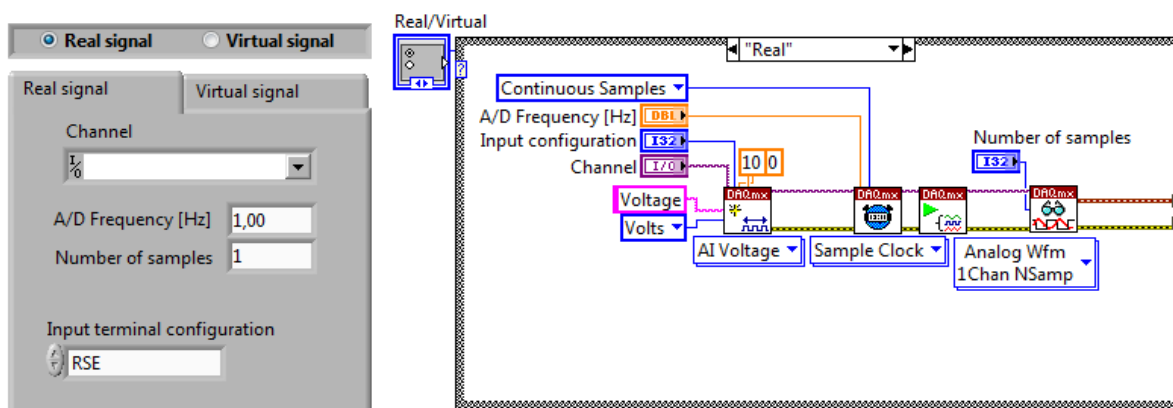 Real signal
Virtual signal
Real signal
Virtual signal
Channel
I/O
A/D Frequency [Hz]
1,00
Number of samples
1
Input terminal configuration
RSE
Real/Virtual
"Real"
?
Continuous Samples
A/D Frequency [Hz]
DBL
Input configuration
I32
Channel
I/O
10
0
Voltage
Volts
DAQmx
DAQmx
DAQmx
DAQmx
Number of samples
I32
AI Voltage
Sample Clock
Analog Wfm
1Chan NSamp